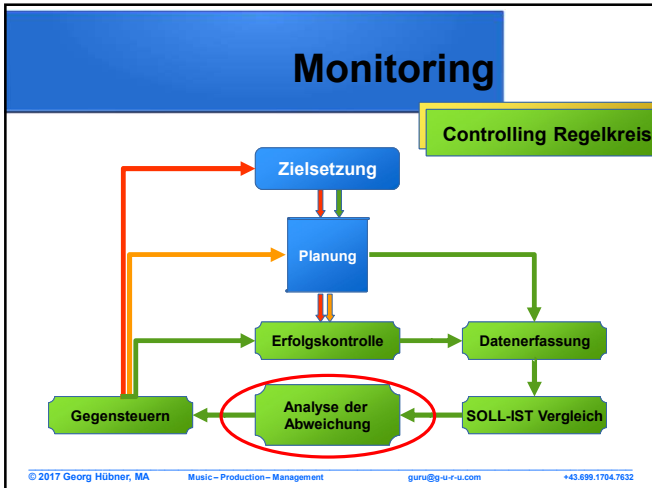 Monitoring
Controlling Regelkreis
Zielsetzung
Planung
Erfolgskontrolle
Datenerfassung
Gegensteuern
Analyse der
Abweichung
SOLL-IST Vergleich
© 2017 Georg Hübner, MA Music – Production – Management guru@g-u-r-u.com +43.699.1704.7632